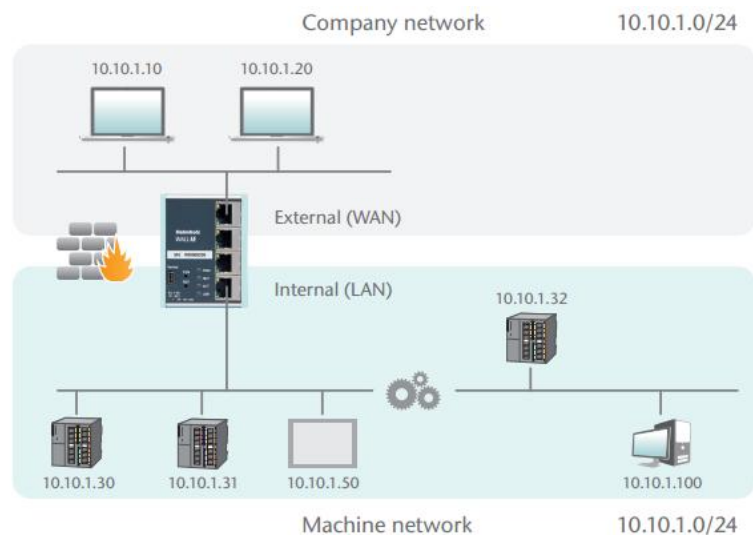 Company network 10.10.1.0/24
10.10.1.10 10.10.1.20
External (WAN)
WALL IE
Internal (LAN)
10.10.1.32
10.10.1.30 10.10.1.31 10.10.1.50 10.10.1.100
Machine network 10.10.1.0/24